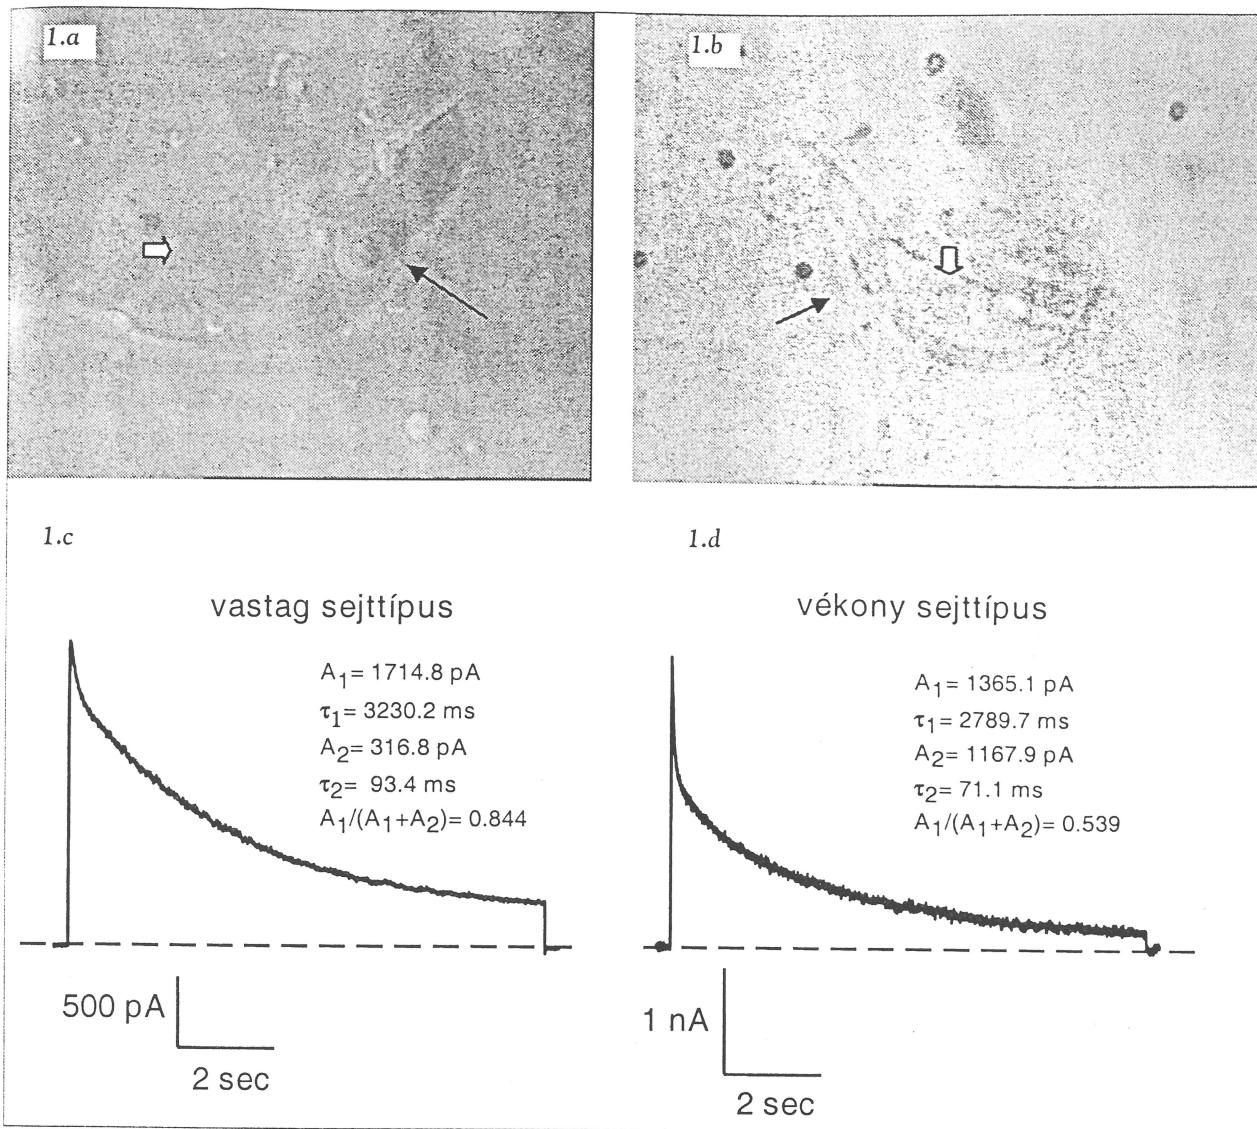 1.a
1.b
1.c
vastag sejttípus
A1= 1714.8 pA
τ1= 3230.2 ms
A2= 316.8 pA
τ2= 93.4 ms
A1/(A1+A2)= 0.844
500 pA
2 sec
1.d
vékony sejttípus
A1= 1365.1 pA
τ1= 2789.7 ms
A2= 1167.9 pA
τ2= 71.1 ms
A1/(A1+A2)= 0.539
1 nA
2 sec